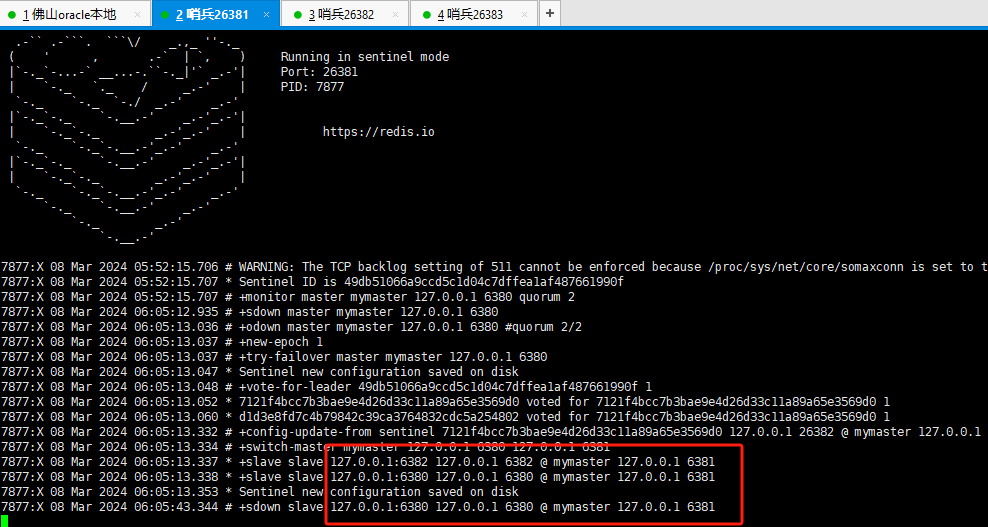 1 佛山oracle本地 × 2 哨兵26381 × 3 哨兵26382 × 4 哨兵26383 × +
Running in sentinel mode
Port: 26381
PID: 7877
https://redis.io
7877:X 08 Mar 2024 05:52:15.706 # WARNING: The TCP backlog setting of 511 cannot be enforced because /proc/sys/net/core/somaxconn is set to t
7877:X 08 Mar 2024 05:52:15.707 * Sentinel ID is 49db51066a9ccd5c1d04c7dffea1af487661990f
7877:X 08 Mar 2024 05:52:15.707 # +monitor master mymaster 127.0.0.1 6380 quorum 2
7877:X 08 Mar 2024 06:05:12.935 # +sdown master mymaster 127.0.0.1 6380
7877:X 08 Mar 2024 06:05:13.036 # +odown master mymaster 127.0.0.1 6380 #quorum 2/2
7877:X 08 Mar 2024 06:05:13.037 # +new-epoch 1
7877:X 08 Mar 2024 06:05:13.037 # +try-failover master mymaster 127.0.0.1 6380
7877:X 08 Mar 2024 06:05:13.047 * Sentinel new configuration saved on disk
7877:X 08 Mar 2024 06:05:13.048 # +vote-for-leader 49db51066a9ccd5c1d04c7dffea1af487661990f 1
7877:X 08 Mar 2024 06:05:13.052 * 7121f4bcc7b3bae9e4d26d33c11a89a65e3569d0 voted for 7121f4bcc7b3bae9e4d26d33c11a89a65e3569d0 1
7877:X 08 Mar 2024 06:05:13.060 * d1d3e8fd7c4b79842c39ca3764832cdc5a254802 voted for 7121f4bcc7b3bae9e4d26d33c11a89a65e3569d0 1
7877:X 08 Mar 2024 06:05:13.332 # +config-update-from sentinel 7121f4bcc7b3bae9e4d26d33c11a89a65e3569d0 127.0.0.1 26382 @ mymaster 127.0.0.1
7877:X 08 Mar 2024 06:05:13.334 # +switch-master mymaster 127.0.0.1 6380 127.0.0.1 6381
7877:X 08 Mar 2024 06:05:13.337 * +slave slave 127.0.0.1:6382 127.0.0.1 6382 @ mymaster 127.0.0.1 6381
7877:X 08 Mar 2024 06:05:13.338 * +slave slave 127.0.0.1:6380 127.0.0.1 6380 @ mymaster 127.0.0.1 6381
7877:X 08 Mar 2024 06:05:13.353 * Sentinel new configuration saved on disk
7877:X 08 Mar 2024 06:05:43.344 # +sdown slave 127.0.0.1:6380 127.0.0.1 6380 @ mymaster 127.0.0.1 6381